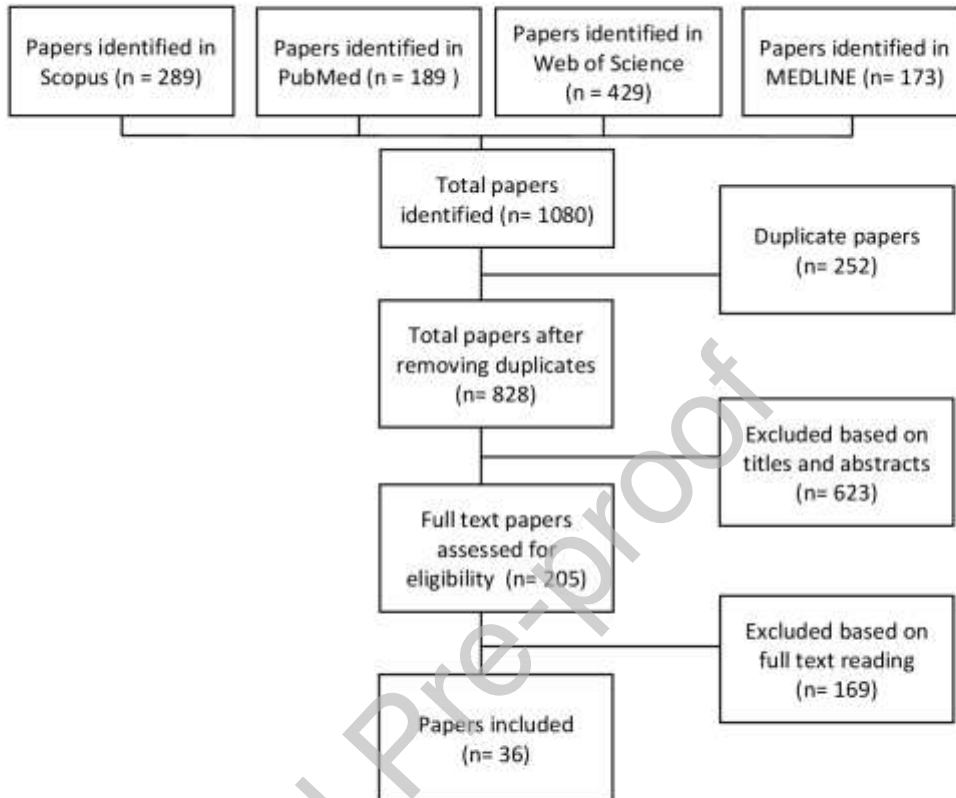 Papers identified in
Scopus (n = 289)
Papers identified in
PubMed (n = 189 )
Papers identified in
Web of Science
(n = 429)
Papers identified in
MEDLINE (n= 173)
Total papers
identified (n= 1080)
Duplicate papers
(n= 252)
Total papers after
removing duplicates
(n= 828)
Excluded based on
titles and abstracts
(n= 623)
Full text papers
assessed for
eligibility (n= 205)
Excluded based on
full text reading
(n= 169)
Papers included
(n= 36)
Pre-proof